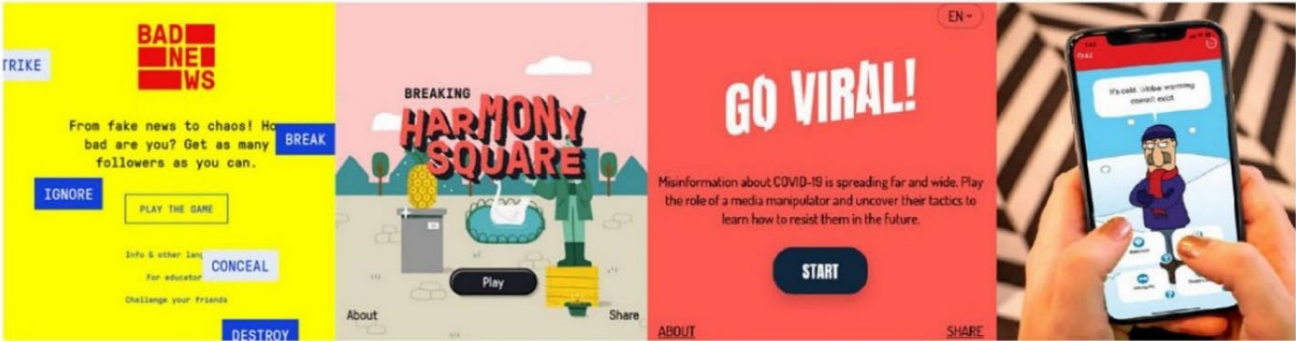 BAD
NE
WS
TRIKE
From fake news to chaos! Ho
bad are you? Get as many
followers as you can.
BREAK
IGNORE
PLAY THE GAME
Info & other lang
CONCEAL
For educator
Challenge your friends
DESTROY
BREAKING
HARMONY
SQUARE
Play
About
Share
EN
GO VIRAL!
Misinformation about COVID-19 is spreading far and wide. Play
the role of a media manipulator and uncover their tactics to
learn how to resist them in the future.
START
ABOUT
SHARE
It's cold. Global warming
doesn't exist.